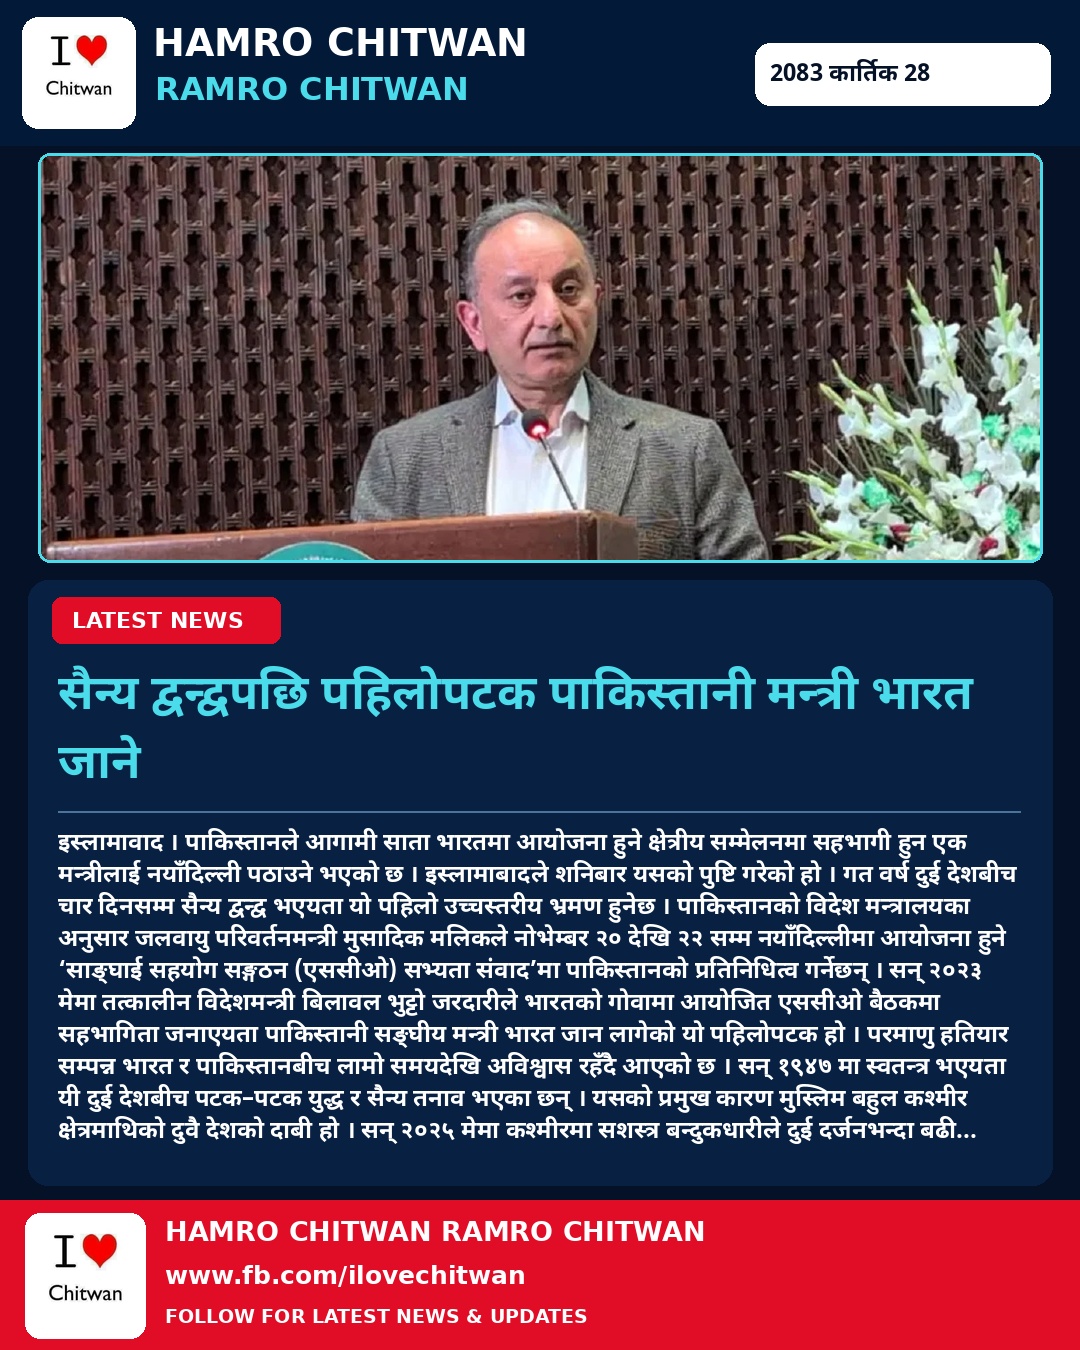 I ❤ Chitwan
HAMRO CHITWAN
RAMRO CHITWAN
2083 कार्तिक 28
LATEST NEWS
सैन्य द्वन्द्वपछि पहिलोपटक पाकिस्तानी मन्त्री भारत
जाने
इस्लामावाद । पाकिस्तानले आगामी साता भारतमा आयोजना हुने क्षेत्रीय सम्मेलनमा सहभागी हुन एक
मन्त्रीलाई नयाँदिल्ली पठाउने भएको छ । इस्लामाबादले शनिबार यसको पुष्टि गरेको हो । गत वर्ष दुई देशबीच
चार दिनसम्म सैन्य द्वन्द्व भएयता यो पहिलो उच्चस्तरीय भ्रमण हुनेछ । पाकिस्तानको विदेश मन्त्रालयका
अनुसार जलवायु परिवर्तनमन्त्री मुसादिक मलिकले नोभेम्बर २० देखि २२ सम्म नयाँदिल्लीमा आयोजना हुने
‘साङ्घाई सहयोग सङ्गठन (एससीओ) सभ्यता संवाद’मा पाकिस्तानको प्रतिनिधित्व गर्नेछन् । सन् २०२३
मेमा तत्कालीन विदेशमन्त्री बिलावल भुट्टो जरदारीले भारतको गोवामा आयोजित एससीओ बैठकमा
सहभागिता जनाएयता पाकिस्तानी सङ्घीय मन्त्री भारत जान लागेको यो पहिलोपटक हो । परमाणु हतियार
सम्पन्न भारत र पाकिस्तानबीच लामो समयदेखि अविश्वास रहँदै आएको छ । सन् १९४७ मा स्वतन्त्र भएयता
यी दुई देशबीच पटक–पटक युद्ध र सैन्य तनाव भएका छन् । यसको प्रमुख कारण मुस्लिम बहुल कश्मीर
क्षेत्रमाथिको दुवै देशको दाबी हो । सन् २०२५ मेमा कश्मीरमा सशस्त्र बन्दुकधारीले दुई दर्जनभन्दा बढी...
I ❤ Chitwan
HAMRO CHITWAN RAMRO CHITWAN
www.fb.com/ilovechitwan
FOLLOW FOR LATEST NEWS & UPDATES